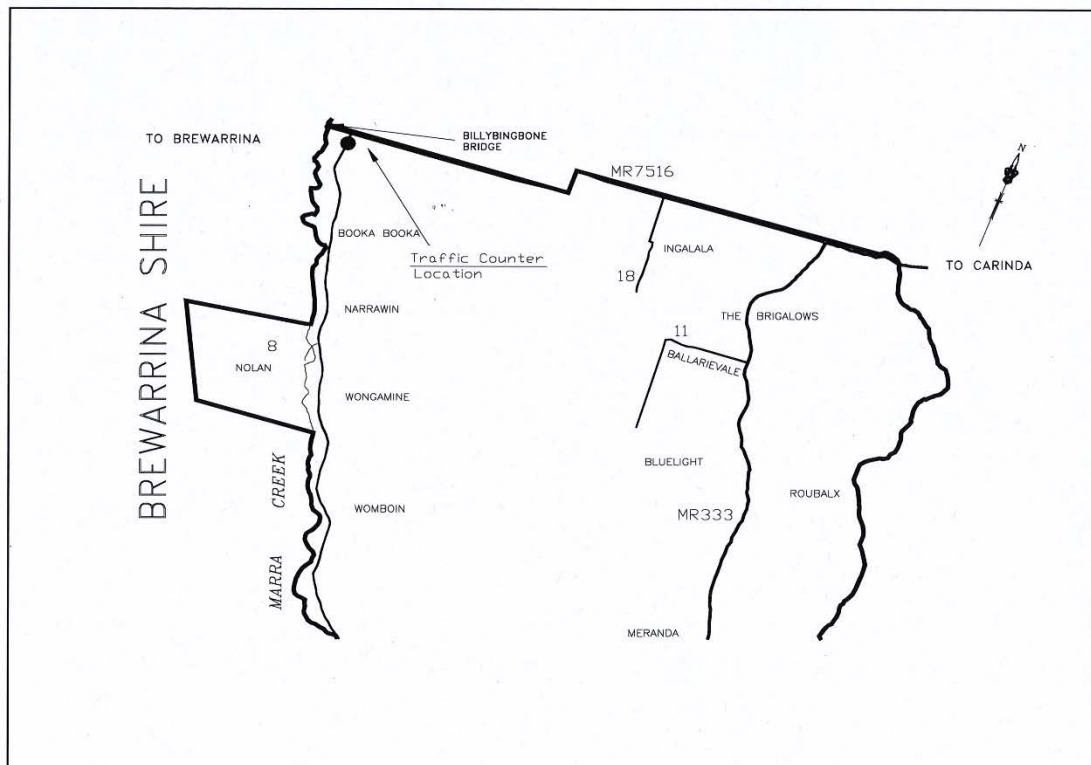 TO BREWARRINA
BILLYBINGBONE
BRIDGE
MR7516
N
BREWARRINA SHIRE
BOOKA BOOKA
Traffic Counter
Location
INGALALA
TO CARINDA
18
NARRAWIN
THE BRIGALOWS
8
11
NOLAN
BALLARIEVALE
WONGAMINE
BLUELIGHT
MARRA CREEK
ROUBALX
WOMBOIN
MR333
MERANDA